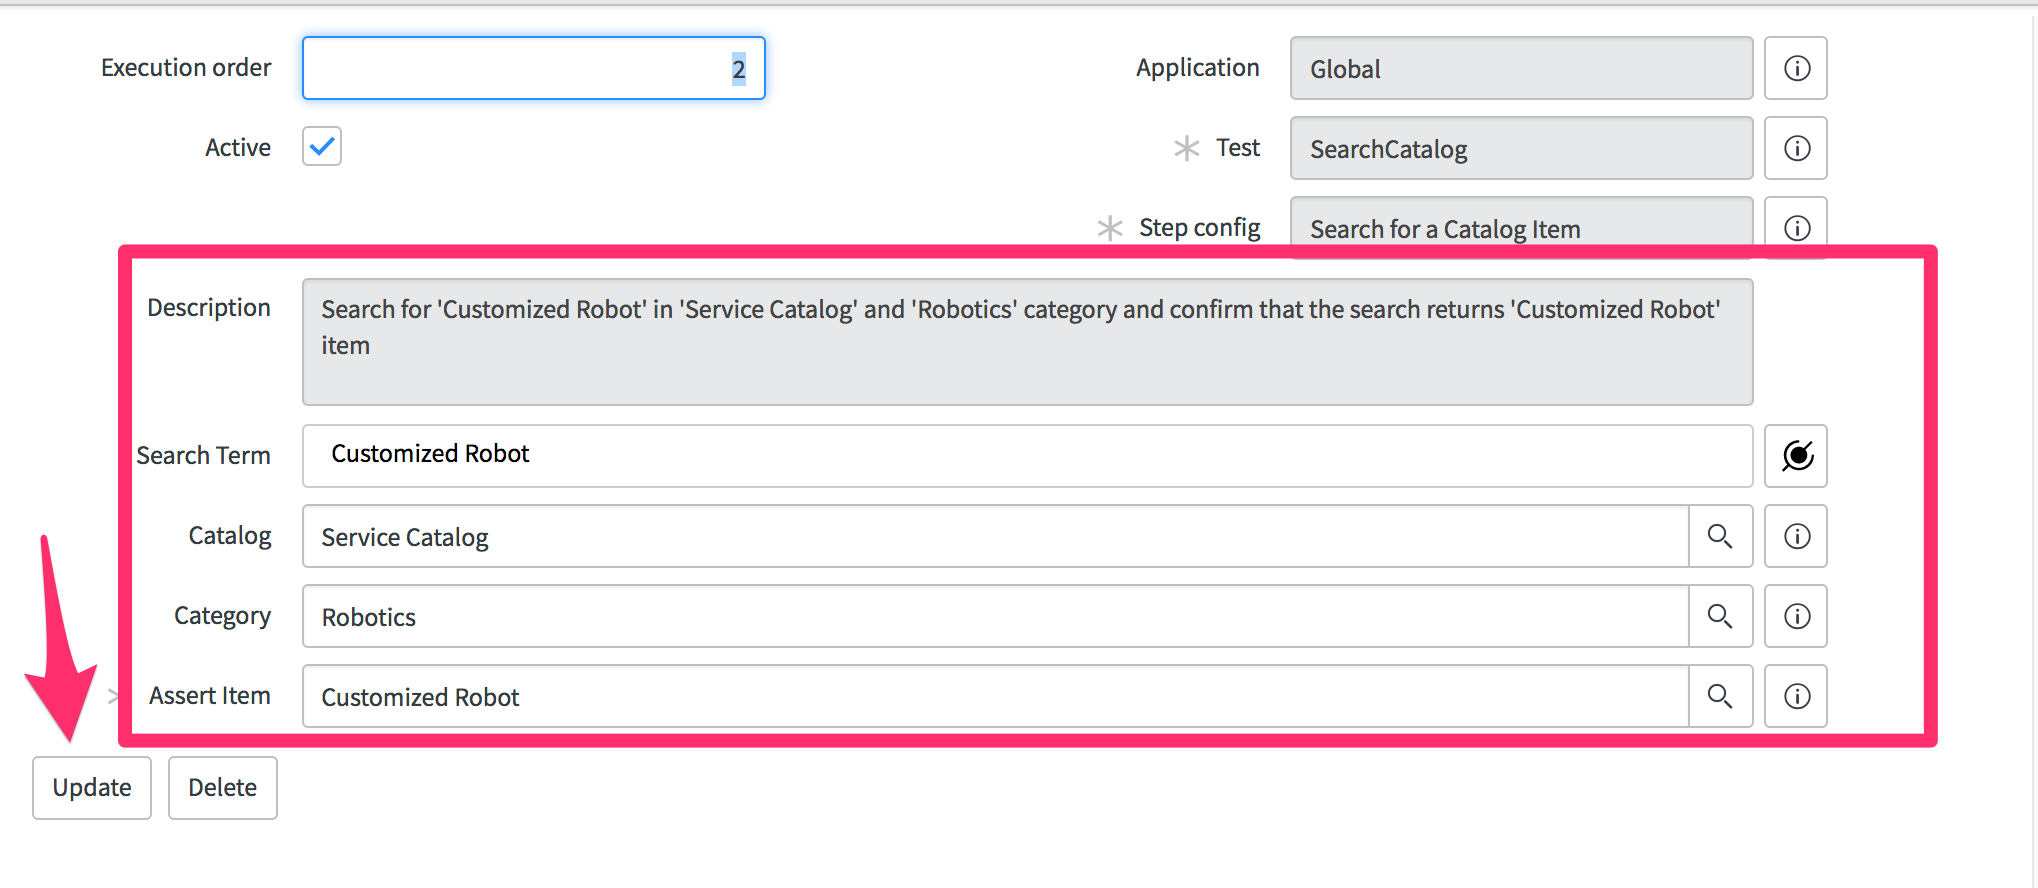 Execution order 2 Application Global
Active Test SearchCatalog
Step config Search for a Catalog Item
Description Search for 'Customized Robot' in 'Service Catalog' and 'Robotics' category and confirm that the search returns 'Customized Robot'
item
Search Term Customized Robot
Catalog Service Catalog
Category Robotics
Assert Item Customized Robot
Update Delete